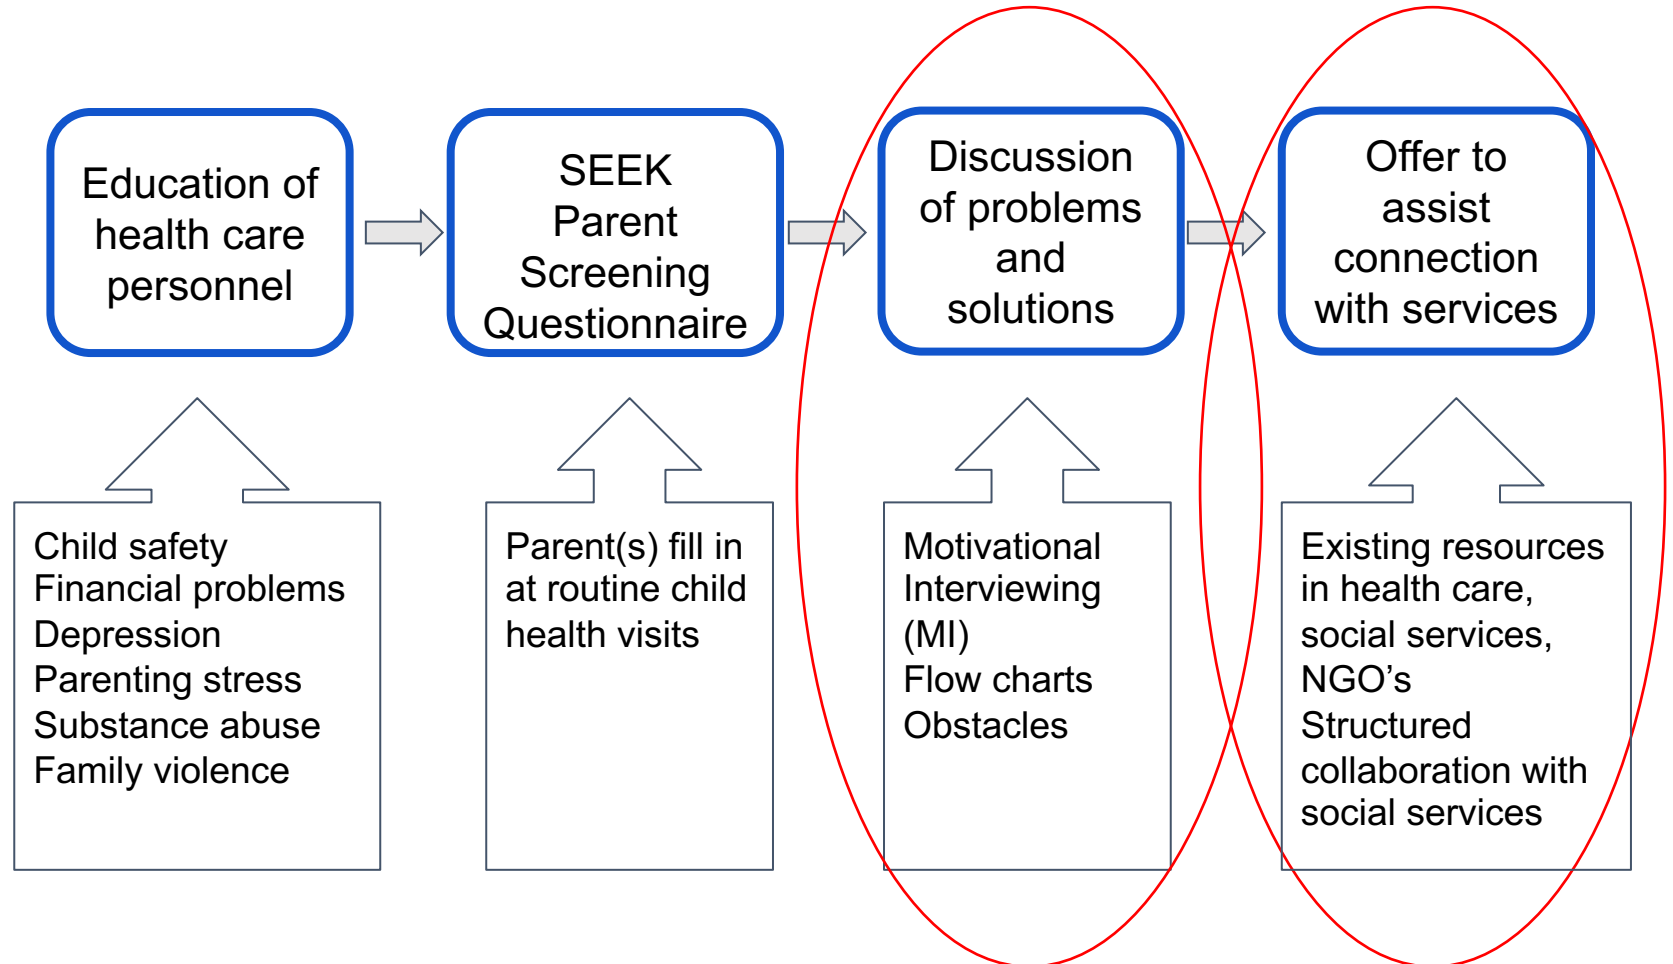 Education of
health care
personnel
SEEK
Parent
Screening
Questionnaire
Discussion
of problems
and
solutions
Offer to
assist
connection
with services
Child safety
Financial problems
Depression
Parenting stress
Substance abuse
Family violence
Parent(s) fill in
at routine child
health visits
Motivational
Interviewing
(MI)
Flow charts
Obstacles
Existing resources
in health care,
social services,
NGO’s
Structured
collaboration with
social services